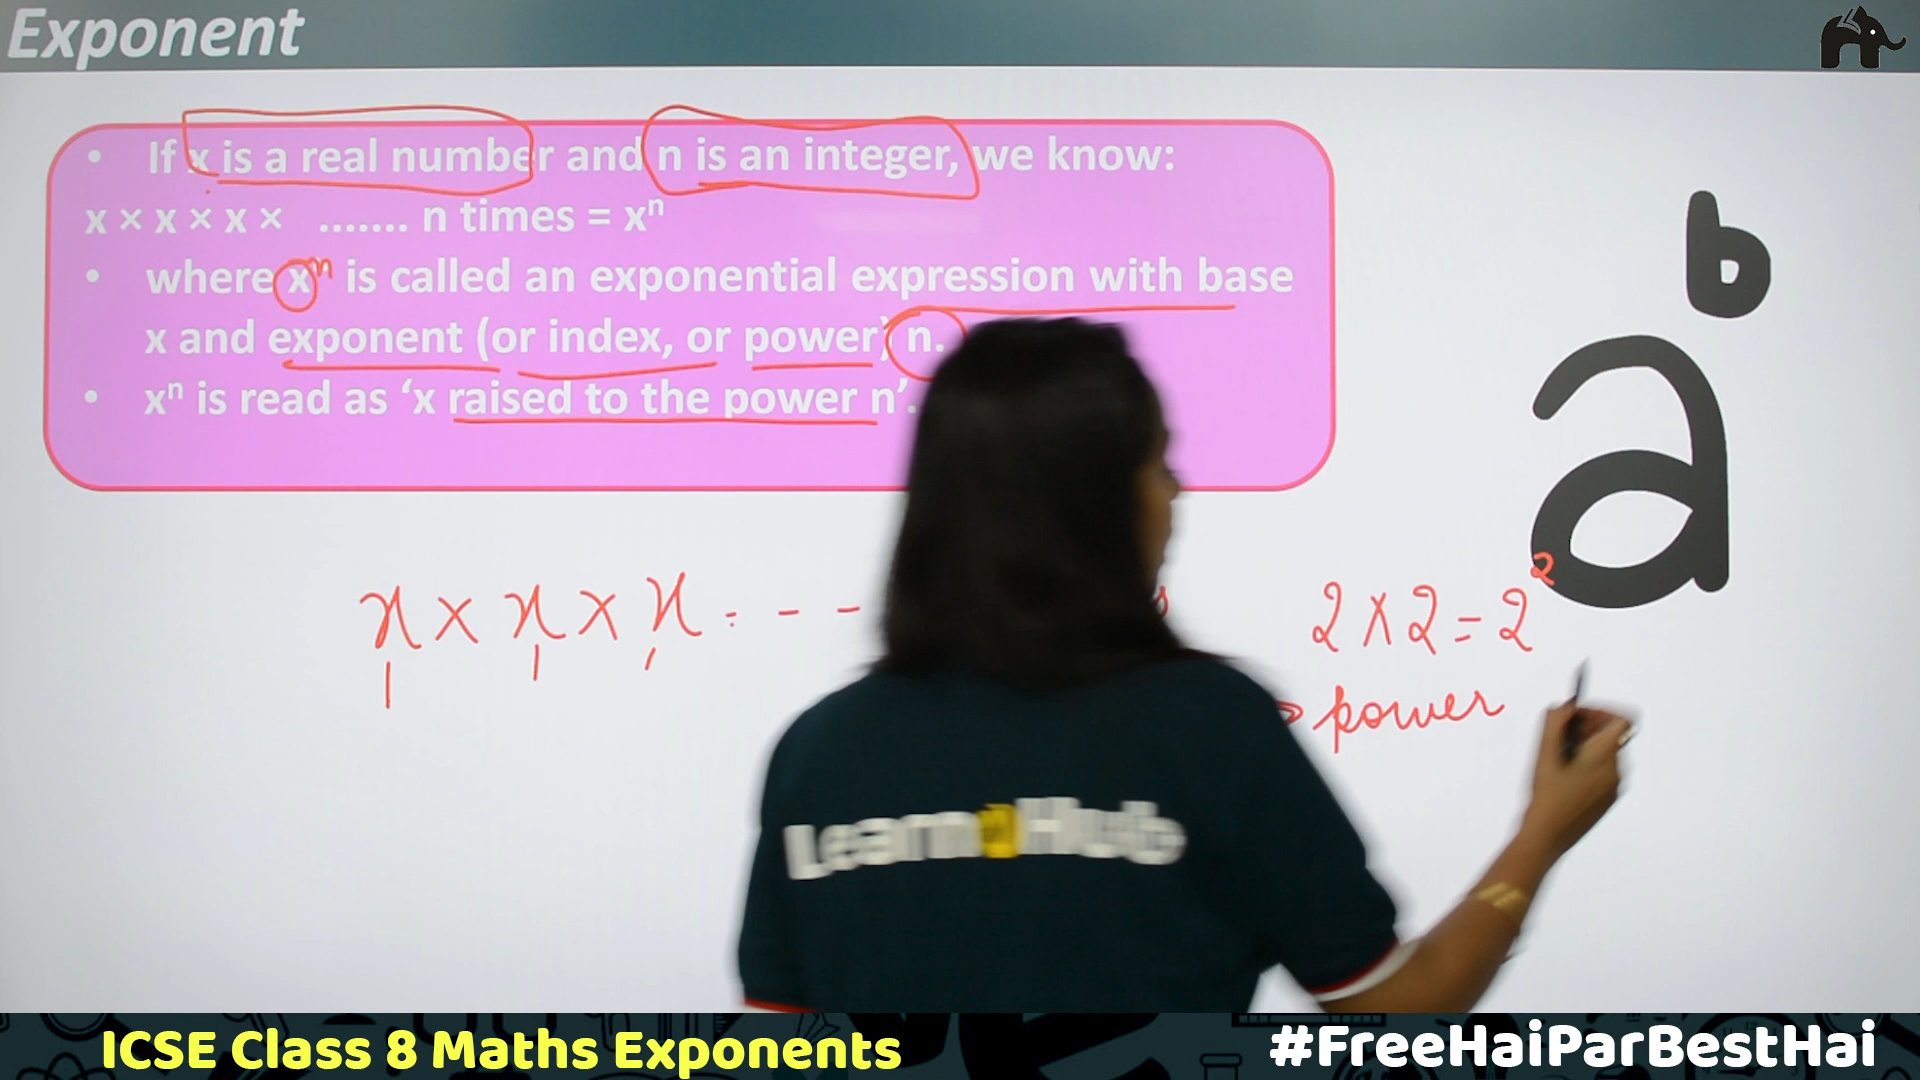 Exponent
• If x is a real number and n is an integer, we know:
x × x × x × ....... n times = xⁿ
• where xⁿ is called an exponential expression with base
x and exponent (or index, or power) n.
• xⁿ is read as ‘x raised to the power n’.
b
a
x × x × x = - -
2 × 2 = 2²
power
LearnoHub
ICSE Class 8 Maths Exponents
#FreeHaiParBestHai